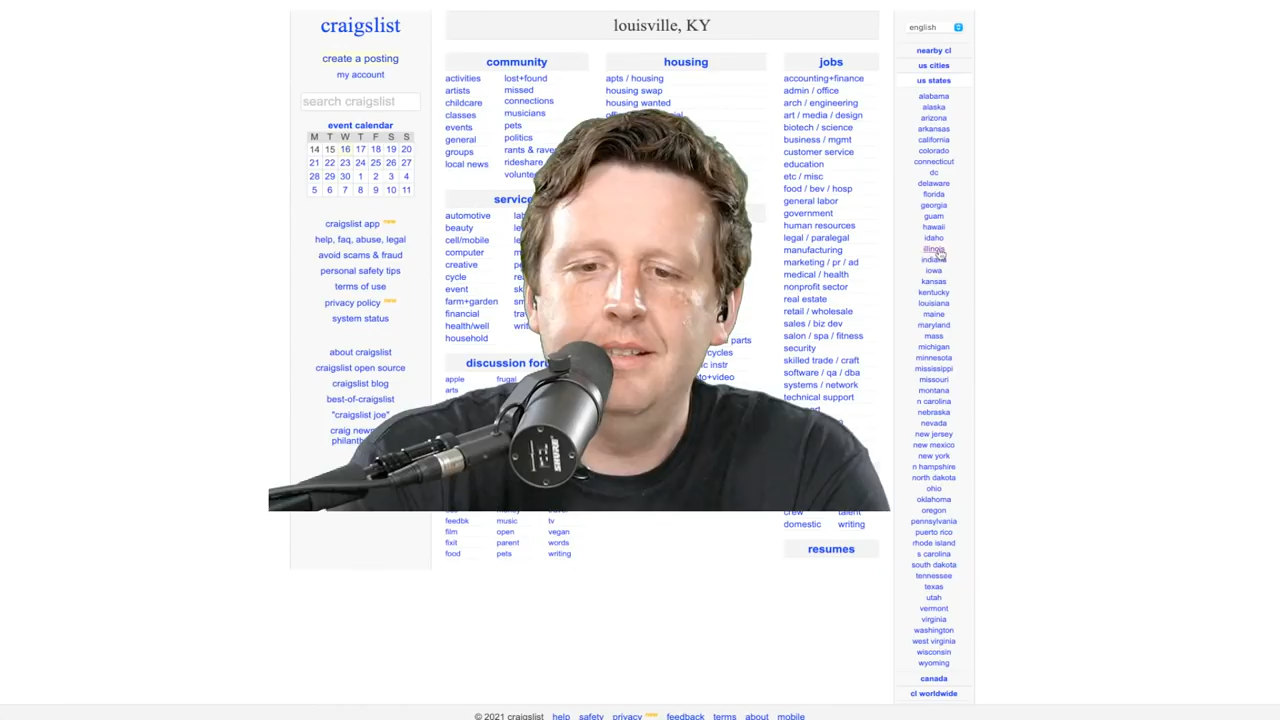 craigslist
create a posting
my account
search craigslist
event calendar
M T W T F S S
14 15 16 17 18 19 20
21 22 23 24 25 26 27
28 29 30 1 2 3 4
5 6 7 8 9 10 11
craigslist app new
help, faq, abuse, legal
avoid scams & fraud
personal safety tips
terms of use
privacy policy new
system status
about craigslist
craigslist open source
craigslist blog
best-of-craigslist
"craigslist joe"
craig
louisville, KY
community
activities
artists
childcare
classes
events
general
groups
local news
lost+found
missed
connections
musicians
pets
politics
rants &
rideshare
automotive
beauty
cell/mobile
computer
creative
cycle
event
farm+garden
financial
health/well
household
discussion
apple
arts
frugal
feedbk
film
fixit
food
music
open
parent
pets
tv
vegan
words
writing
housing
apts / housing
housing swap
housing wanted
parts
jobs
accounting+finance
admin / office
arch / engineering
art / media / design
biotech / science
business / mgmt
customer service
education
etc / misc
food / bev / hosp
general labor
government
human resources
legal / paralegal
manufacturing
marketing / pr / ad
medical / health
nonprofit sector
real estate
retail / wholesale
sales / biz dev
salon / spa / fitness
security
skilled trade / craft
software / qa / dba
systems / network
technical support
crew
domestic
talent
writing
resumes
english
nearby cl
us cities
us states
alabama
alaska
arizona
arkansas
california
colorado
connecticut
dc
delaware
florida
georgia
guam
hawaii
idaho
illinois
indiana
iowa
kansas
kentucky
louisiana
maine
maryland
mass
michigan
minnesota
mississippi
missouri
montana
n carolina
nebraska
nevada
new jersey
new mexico
new york
n hampshire
north dakota
ohio
oklahoma
oregon
pennsylvania
puerto rico
rhode island
s carolina
south dakota
tennessee
texas
utah
vermont
virginia
washington
west virginia
wisconsin
wyoming
canada
cl worldwide
SHURE
© 2021 craigslist help safety privacy new feedback terms about mobile